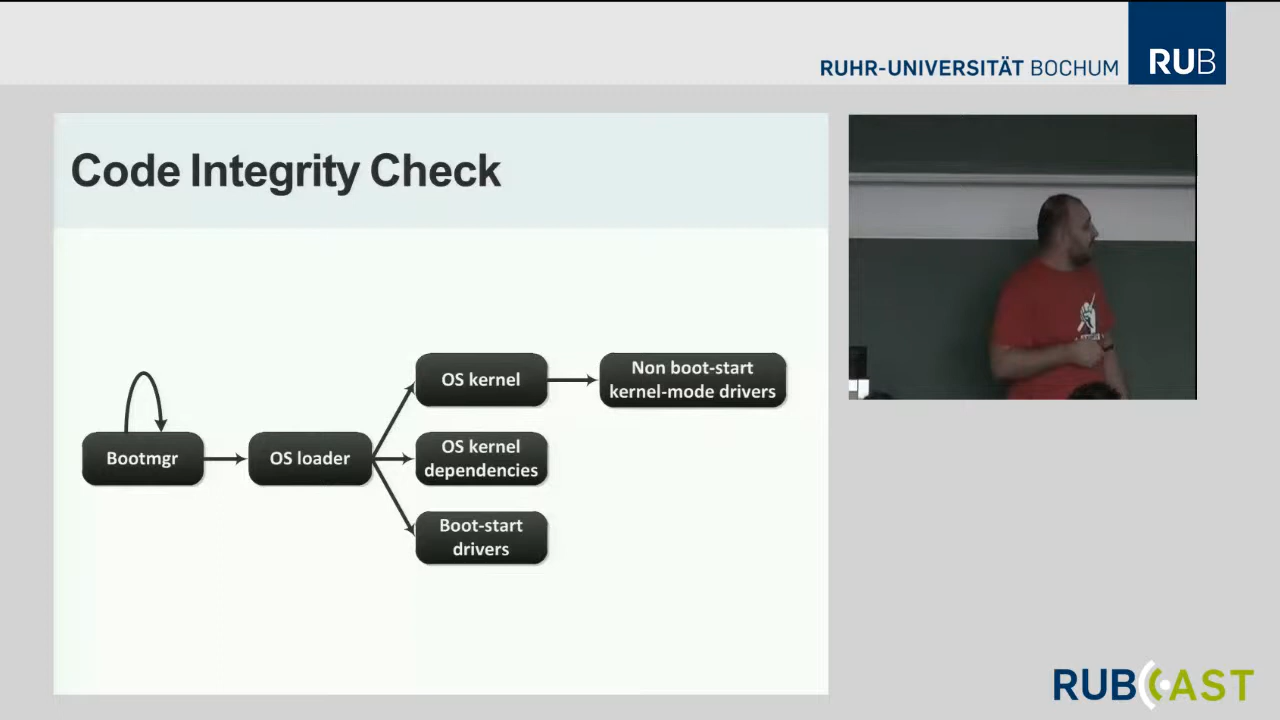 RUHR-UNIVERSITÄT BOCHUM
RUB
Code Integrity Check
OS kernel
Non boot-start
kernel-mode drivers
Bootmgr
OS loader
OS kernel
dependencies
Boot-start
drivers
RUBCAST